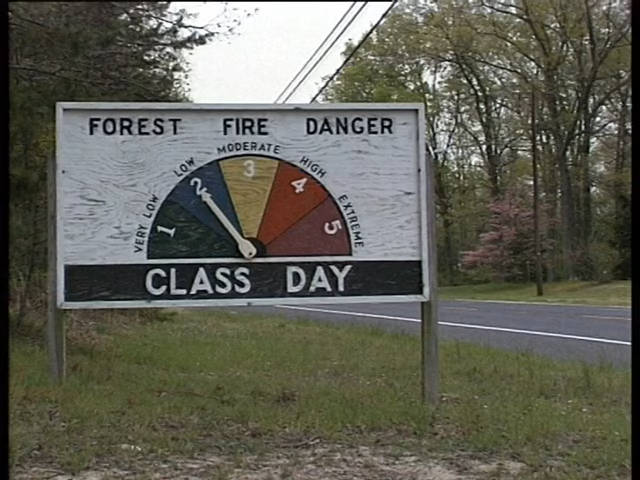 FOREST FIRE DANGER
VERY LOW LOW MODERATE HIGH EXTREME
1 2 3 4 5
CLASS DAY